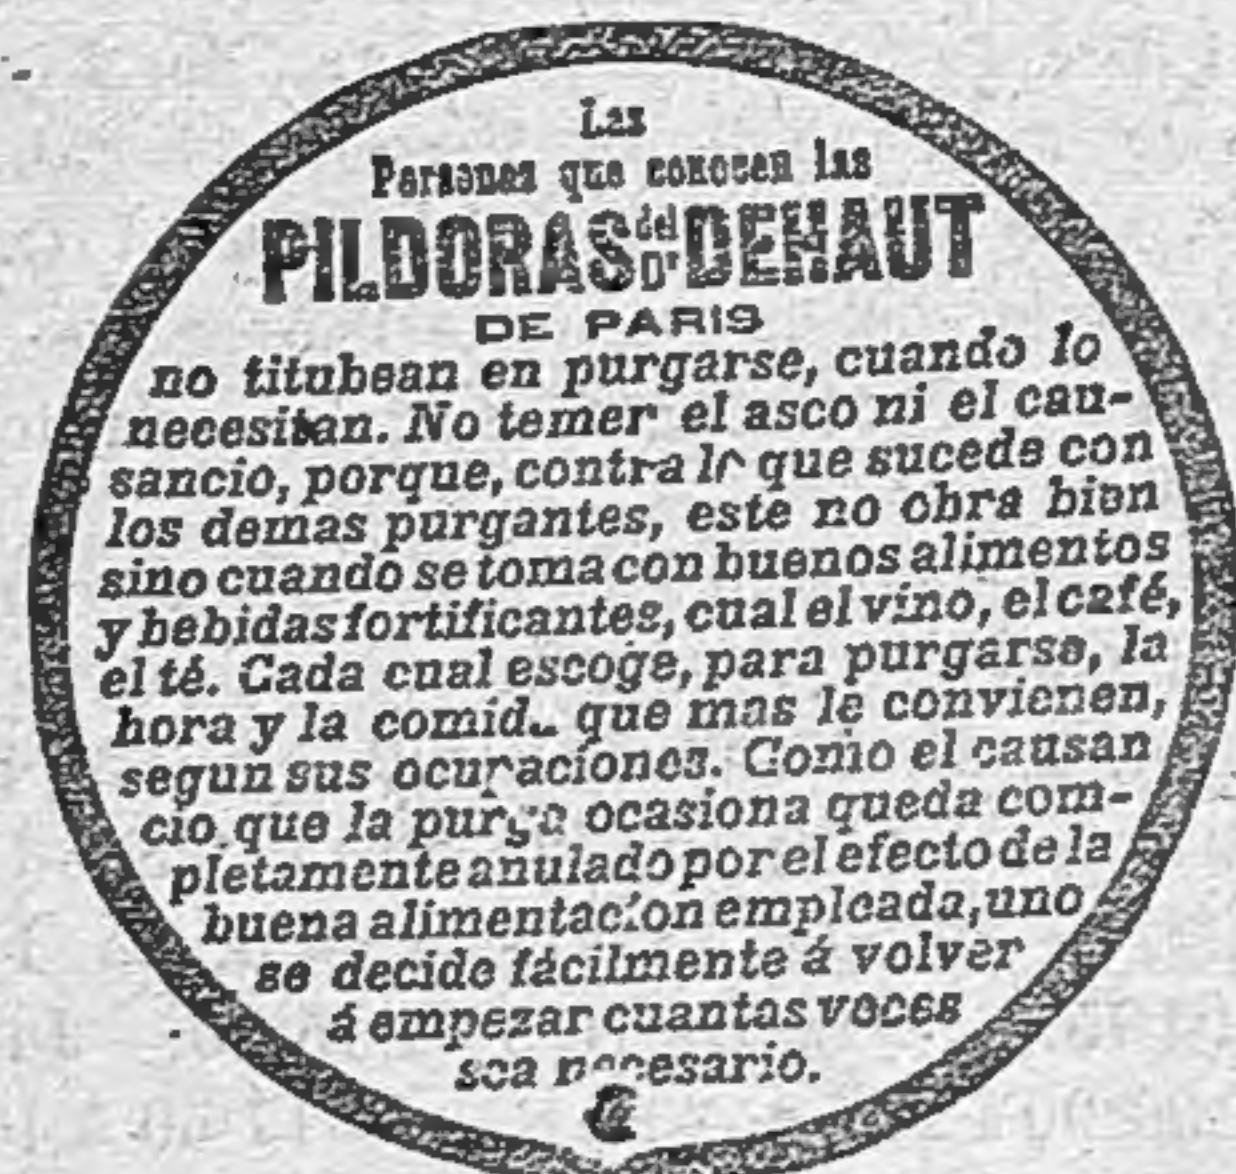 Las
Personas que conocen las
PILDORAS del Dr DEHAUT
DE PARIS
no titubean en purgarse, cuando lo
necesitan. No temer el asco ni el cau-
sancio, porque, contra lo que sucede con
los demas purgantes, este no obra bien
sino cuando se toma con buenos alimentos
y bebidas fortificantes, cual el vino, el café,
el té. Cada cual escoge, para purgarse, la
hora y la comida que mas le convienen,
segun sus ocupaciones. Como el causan
cio que la purga ocasiona queda com-
pletamente anulado por el efecto de la
buena alimentacion empleada, uno
se decide fácilmente á volver
á empezar cuantas veces
sea necesario.